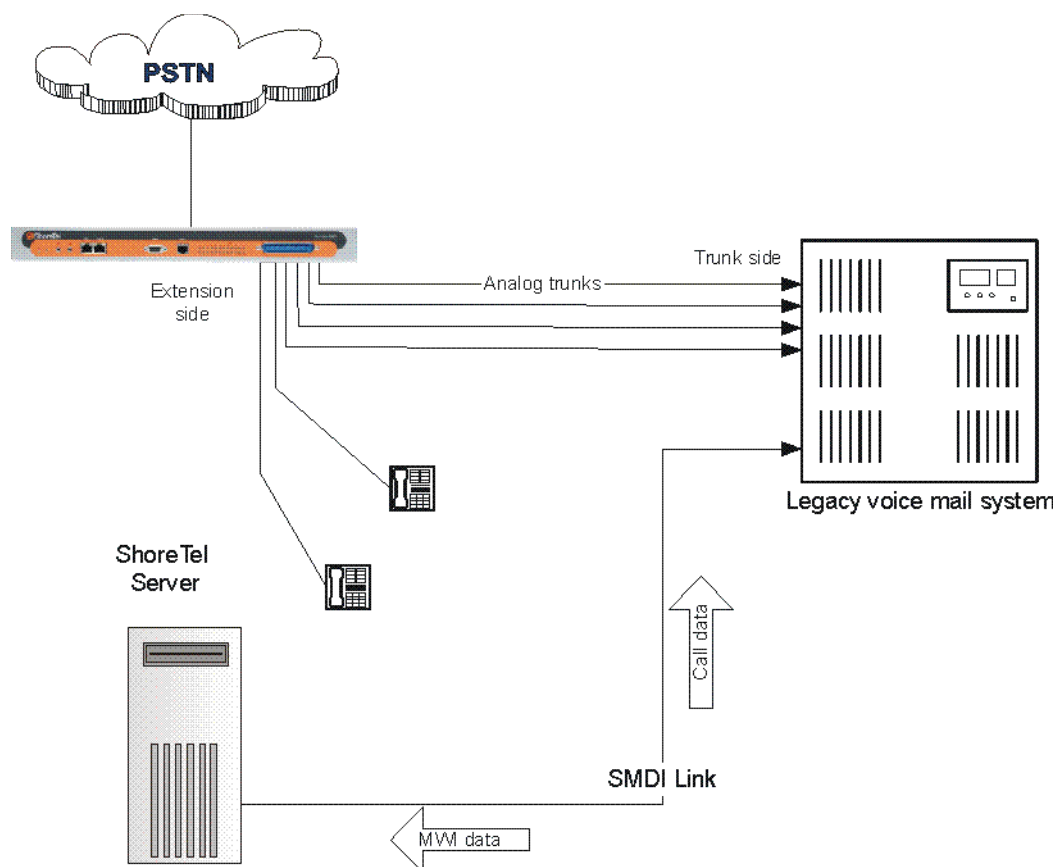 PSTN
ShoreTel
Trunk side
Analog trunks
Extension
side
Legacy voice mail system
ShoreTel
Server
Call data
SMDI Link
MWI data